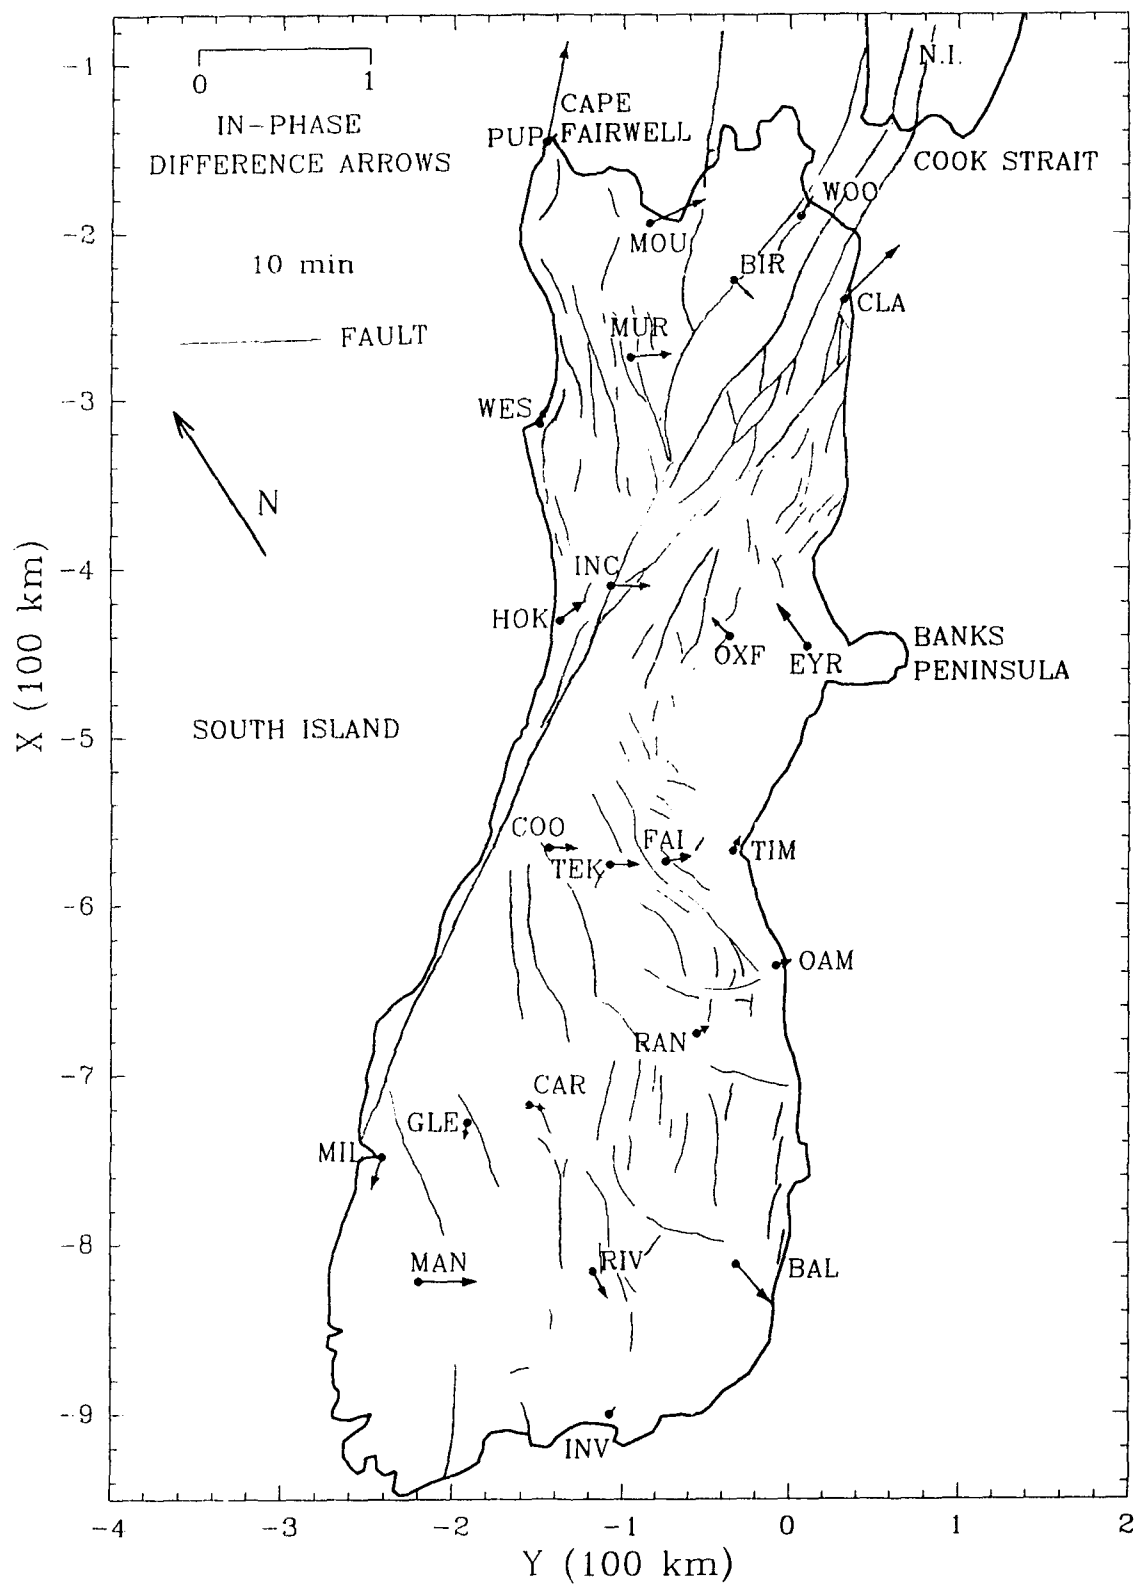 N.I.
-1
0 1
CAPE
FAIRWELL
IN-PHASE
DIFFERENCE ARROWS
PUP
COOK STRAIT
WOO
-2
MOU
10 min
BIR
CLA
MUR
FAULT
-3
WES
N
-4
INC
HOK
OXF
EYR
BANKS
PENINSULA
X (100 km)
SOUTH ISLAND
-5
COO
FAI
TIM
TEK
-6
OAM
RAN
-7
CAR
GLE
MIL
-8
MAN
RIV
BAL
-9
INV
-4 -3 -2 -1 0 1 2
Y (100 km)